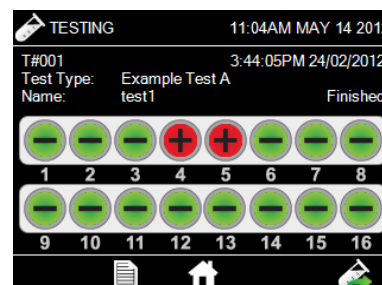 TESTING 11:04AM MAY 14 201
T#001 3:44:05PM 24/02/2012
Test Type: Example Test A
Name: test1 Finished
1 2 3 4 5 6 7 8
9 10 11 12 13 14 15 16